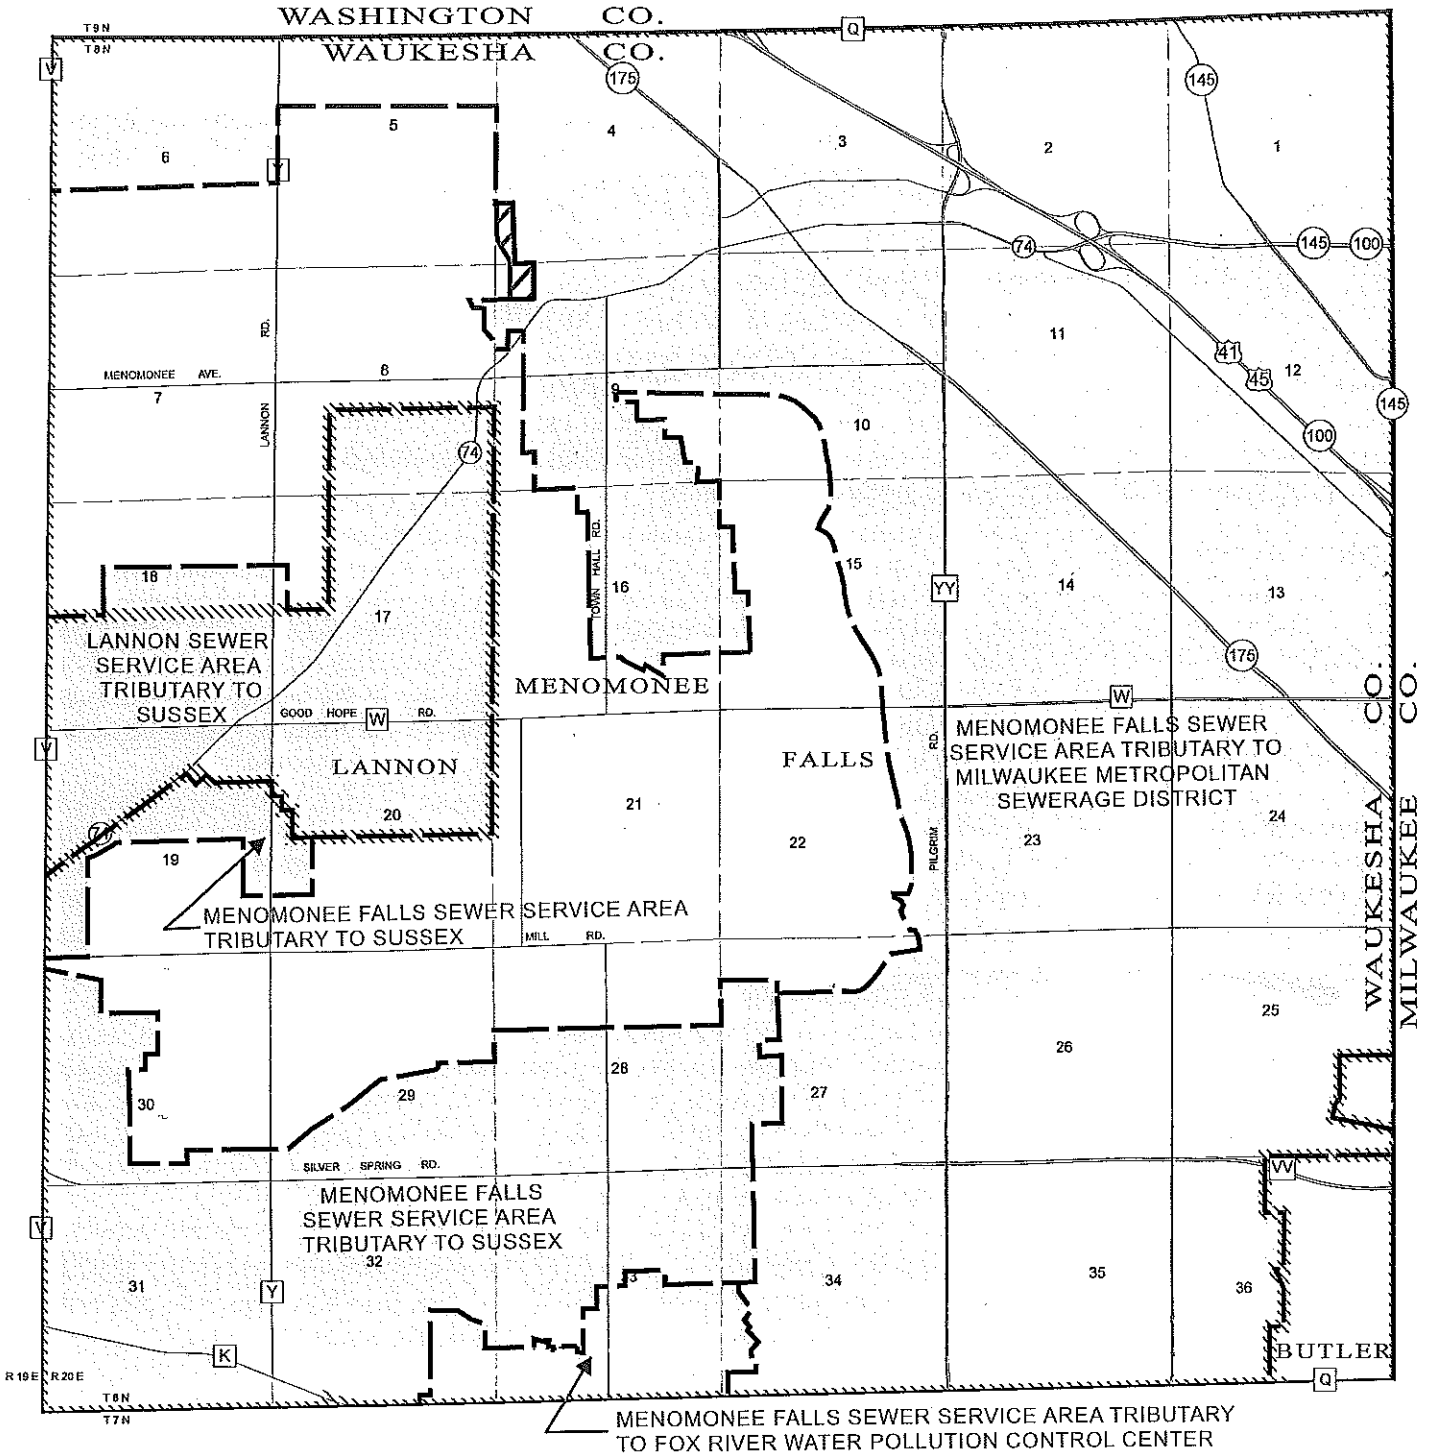 WASHINGTON CO.
WAUKESHA CO.
T9N
T8N
V
Q
175
145
6
5
4
3
2
1
Y
74
145
100
RD.
11
41
45
12
MENOMONEE AVE.
8
7
9
145
LANNON
10
100
74
TOWN HALL RD.
15
18
16
YY
14
13
17
LANNON SEWER
SERVICE AREA
TRIBUTARY TO
SUSSEX
175
MENOMONEE
W
GOOD HOPE RD.
W
WAUKESHA CO.
MILWAUKEE CO.
MENOMONEE FALLS SEWER
SERVICE AREA TRIBUTARY TO
MILWAUKEE METROPOLITAN
SEWERAGE DISTRICT
V
LANNON
FALLS
PILGRIM RD.
20
21
22
23
24
74
19
MENOMONEE FALLS SEWER SERVICE AREA
TRIBUTARY TO SUSSEX
MILL RD.
25
26
28
27
29
30
SILVER SPRING RD.
VV
MENOMONEE FALLS
SEWER SERVICE AREA
TRIBUTARY TO SUSSEX
V
32
31
Y
3
34
35
36
K
BUTLER
R19E R20E
Q
T8N
T7N
MENOMONEE FALLS SEWER SERVICE AREA TRIBUTARY
TO FOX RIVER WATER POLLUTION CONTROL CENTER